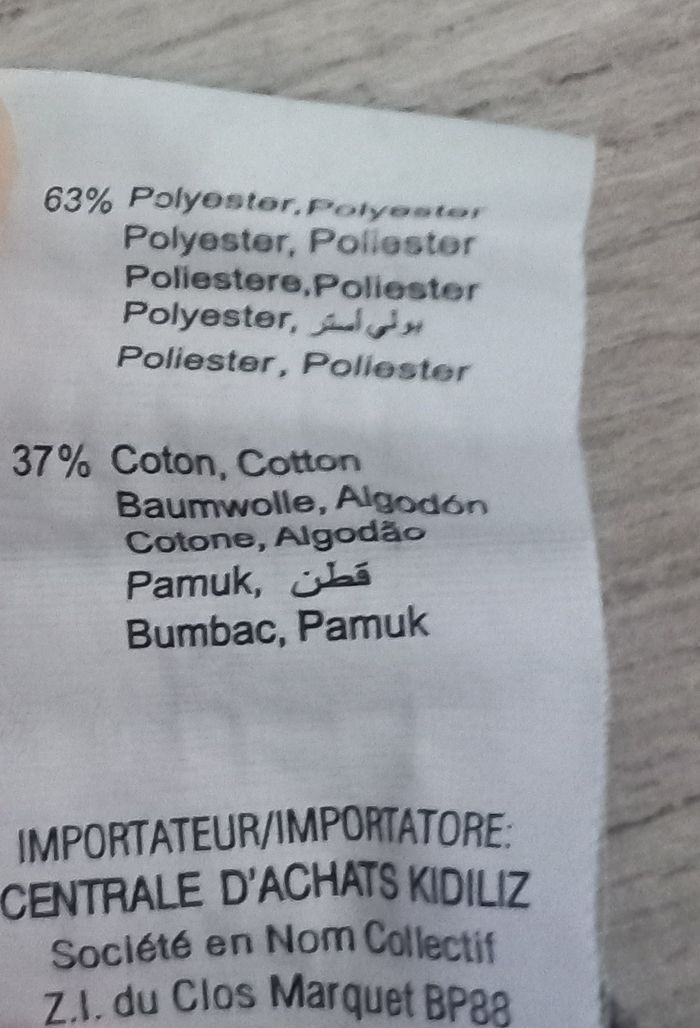 63% Polyester, Polyester
Polyester, Poliester
Poliestere, Poliester
Polyester, بولي أستر
Poliester, Poliester
37% Coton, Cotton
Baumwolle, Algodón
Cotone, Algodão
Pamuk, قطن
Bumbac, Pamuk
IMPORTATEUR/IMPORTATORE:
CENTRALE D'ACHATS KIDILIZ
Société en Nom Collectif
Z.I. du Clos Marquet BP88